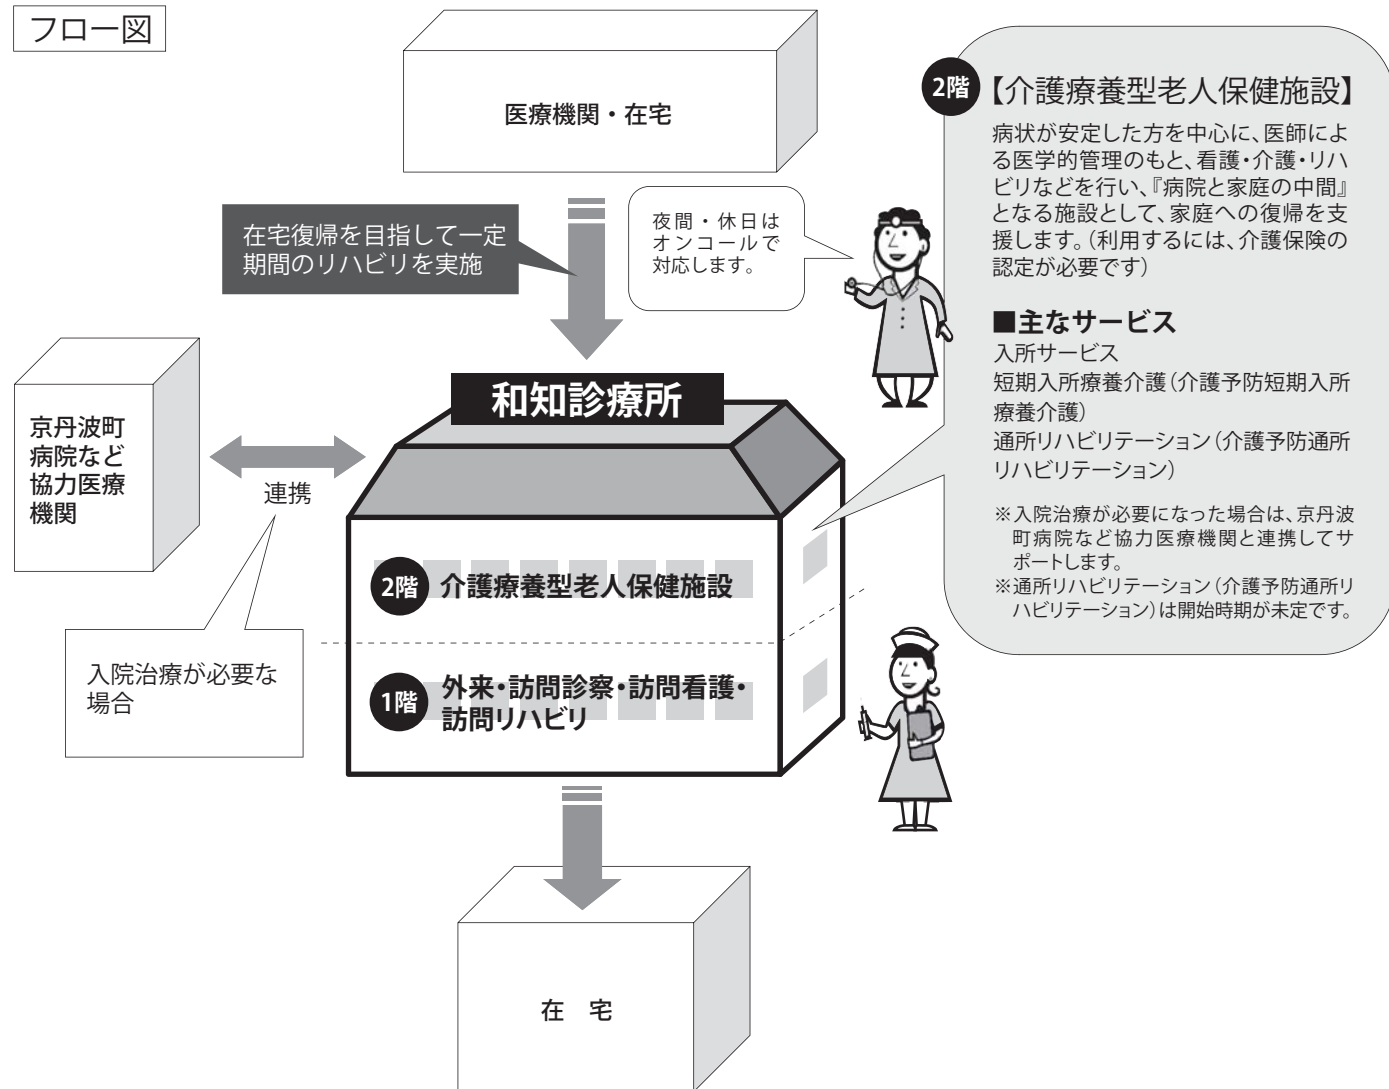 フロー図
医療機関・在宅
在宅復帰を目指して一定
期間のリハビリを実施
夜間・休日は
オンコールで
対応します。
2階
【介護療養型老人保健施設】
病状が安定した方を中心に、医師によ
る医学的管理のもと、看護・介護・リハ
ビリなどを行い、『病院と家庭の中間』
となる施設として、家庭への復帰を支
援します。(利用するには、介護保険の
認定が必要です)
■主なサービス
入所サービス
短期入所療養介護(介護予防短期入所
療養介護)
通所リハビリテーション(介護予防通所
リハビリテーション)
※入院治療が必要になった場合は、京丹波
町病院など協力医療機関と連携してサ
ポートします。
※通所リハビリテーション(介護予防通所リ
ハビリテーション)は開始時期が未定です。
和知診療所
京丹波町
病院など
協力医療
機関
連携
入院治療が必要な
場合
2階 介護療養型老人保健施設
1階 外来・訪問診察・訪問看護・
訪問リハビリ
在 宅